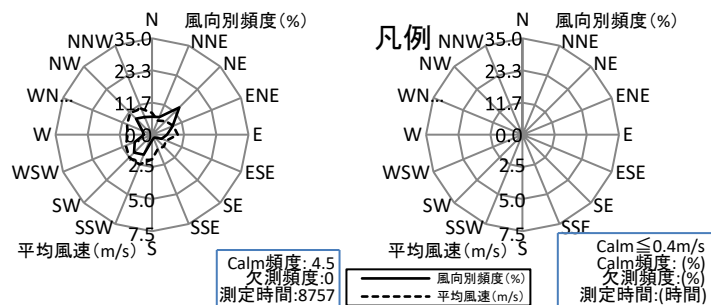 N
風向別頻度(%)
NNW
NNE
35.0
NW
NE
23.3
WN...
ENE
11.7
W
0.0
E
WSW
2.5
ESE
SW
5.0
SE
SSW
SSE
平均風速(m/s)
7.5
S
Calm頻度: 4.5
欠測頻度:0
測定時間:8757
凡例
N
風向別頻度(%)
NNW
NNE
35.0
NW
NE
23.3
WN...
ENE
11.7
W
0.0
E
WSW
2.5
ESE
SW
5.0
SE
SSW
SSE
平均風速(m/s)
7.5
S
Calm≦0.4m/s
Calm頻度: (%)
欠測頻度:(%)
測定時間:(時間)
風向別頻度(%)
平均風速(m/s)